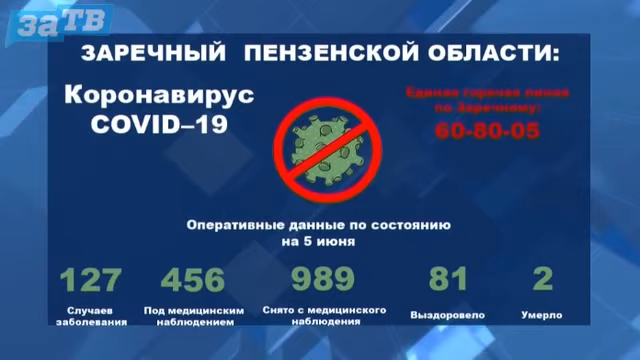 заТВ
ЗАРЕЧНЫЙ ПЕНЗЕНСКОЙ ОБЛАСТИ:
Коронавирус
COVID–19
Единая горячая линия
по Заречному:
60-80-05
Оперативные данные по состоянию
на 5 июня
127
Случаев
заболевания
456
Под медицинским
наблюдением
989
Снято с медицинского
наблюдения
81
Выздоровело
2
Умерло